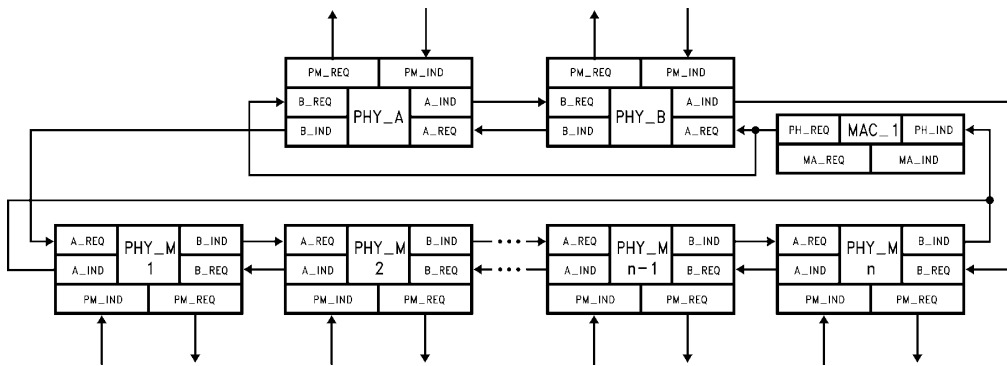 PM_REQ PM_IND PM_REQ PM_IND
B_REQ A_IND B_REQ A_IND
PHY_A PHY_B
B_IND A_REQ B_IND A_REQ PH_REQ MAC_1 PH_IND
MA_REQ MA_IND
A_REQ PHY_M B_IND A_REQ PHY_M B_IND A_REQ PHY_M B_IND A_REQ PHY_M B_IND
A_IND 1 B_REQ A_IND 2 B_REQ A_IND n-1 B_REQ A_IND n B_REQ
PM_IND PM_REQ PM_IND PM_REQ PM_IND PM_REQ PM_IND PM_REQ